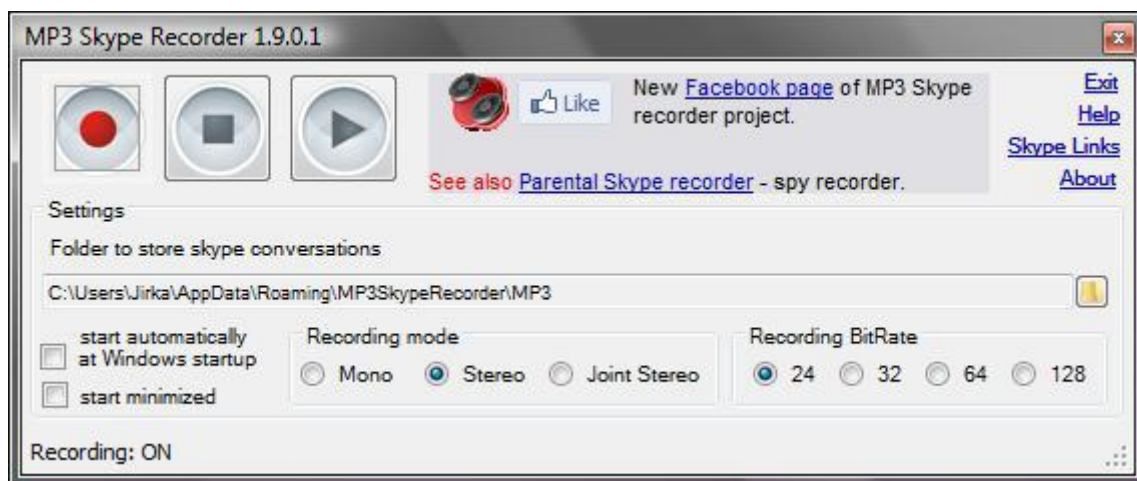 MP3 Skype Recorder 1.9.0.1
Like
New Facebook page of MP3 Skype
recorder project.
See also Parental Skype recorder - spy recorder.
Exit
Help
Skype Links
About
Settings
Folder to store skype conversations
C:\Users\Jirka\AppData\Roaming\MP3SkypeRecorder\MP3
start automatically
at Windows startup
start minimized
Recording mode
Mono Stereo Joint Stereo
Recording BitRate
24 32 64 128
Recording: ON